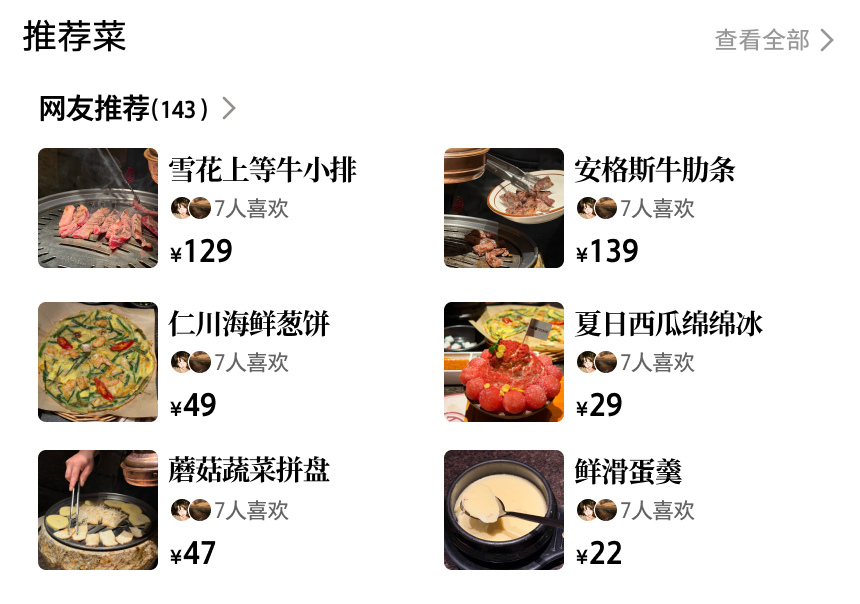 推荐菜
查看全部
网友推荐(143)
雪花上等牛小排
7人喜欢
¥129
安格斯牛肋条
7人喜欢
¥139
仁川海鲜葱饼
7人喜欢
¥49
夏日西瓜绵绵冰
7人喜欢
¥29
蘑菇蔬菜拼盘
7人喜欢
¥47
鲜滑蛋羹
7人喜欢
¥22